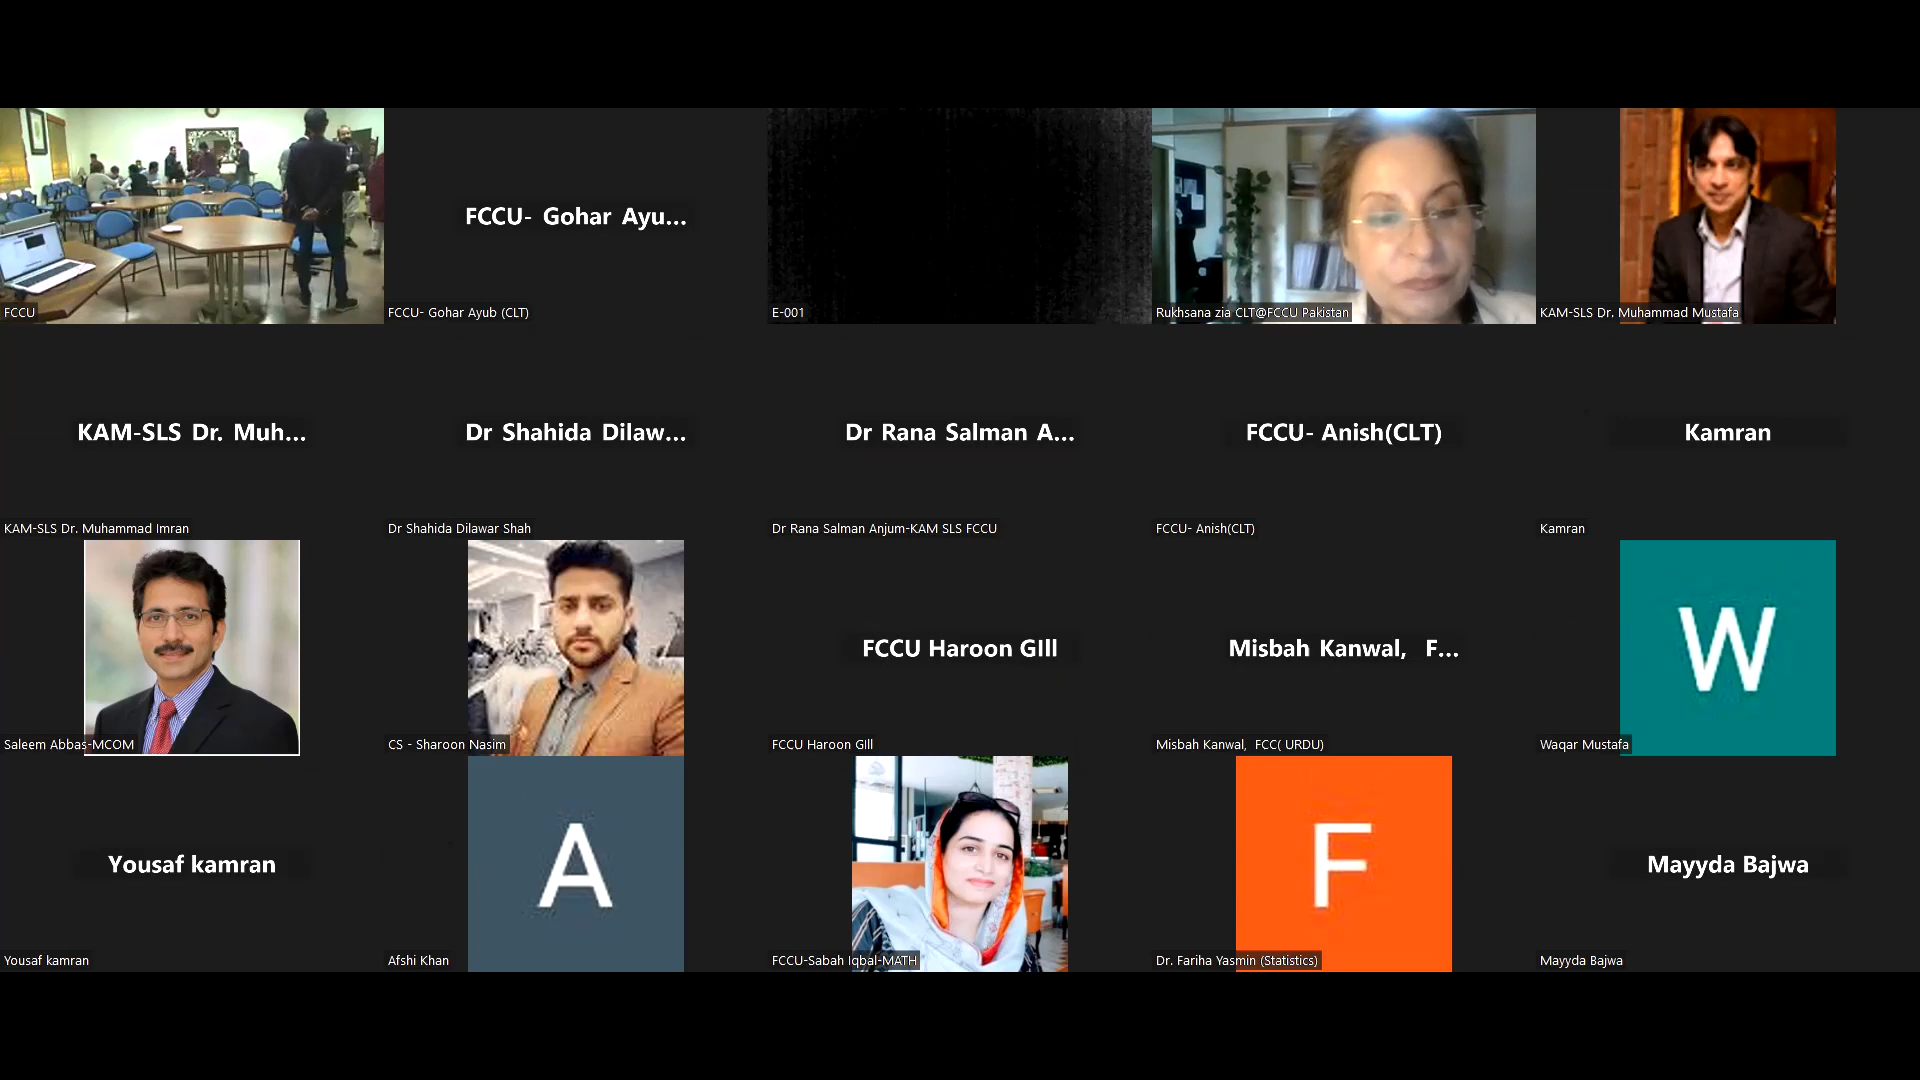 FCCU- Gohar Ayu...
FCCU
FCCU- Gohar Ayub (CLT)
E-001
Rukhsana zia CLT@FCCU Pakistan
KAM-SLS Dr. Muhammad Mustafa
KAM-SLS Dr. Muh...
Dr Shahida Dilaw...
Dr Rana Salman A...
FCCU- Anish(CLT)
Kamran
KAM-SLS Dr. Muhammad Imran
Dr Shahida Dilawar Shah
Dr Rana Salman Anjum-KAM SLS FCCU
FCCU- Anish(CLT)
Kamran
FCCU Haroon GIll
Misbah Kanwal, F...
W
Saleem Abbas-MCOM
CS - Sharoon Nasim
FCCU Haroon GIll
Misbah Kanwal, FCC( URDU)
Waqar Mustafa
Yousaf kamran
A
F
Mayyda Bajwa
Yousaf kamran
Afshi Khan
FCCU-Sabah Iqbal-MATH
Dr. Fariha Yasmin (Statistics)
Mayyda Bajwa